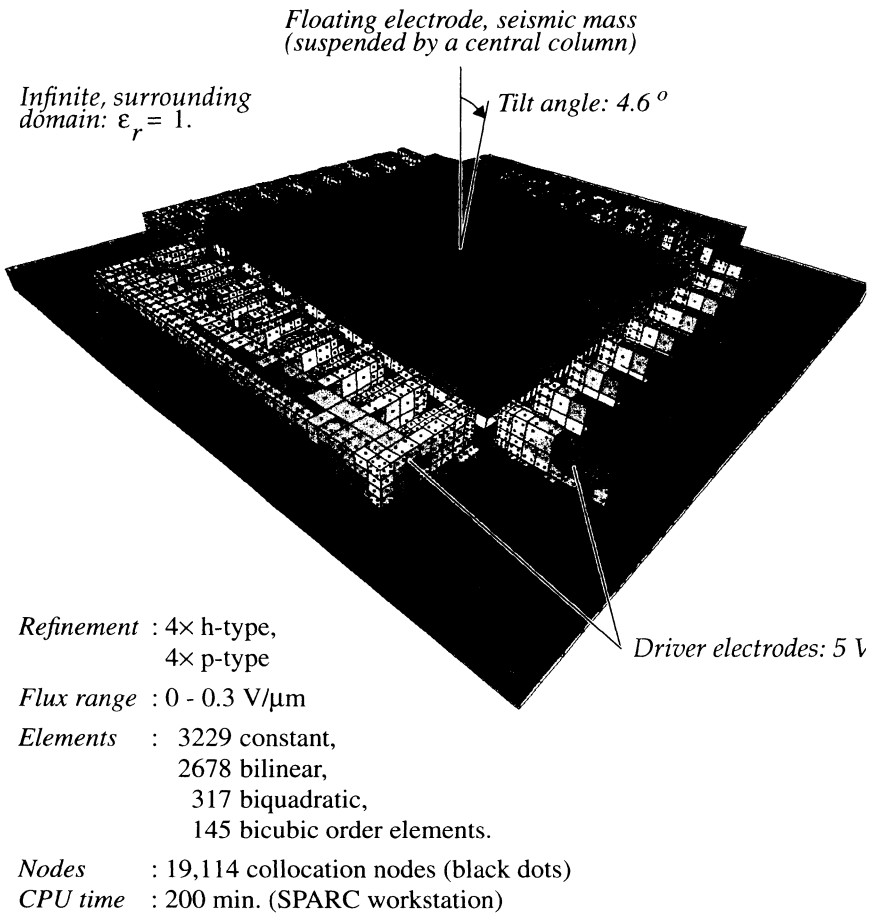 Floating electrode, seismic mass
(suspended by a central column)
Infinite, surrounding
domain: εr = 1.
Tilt angle: 4.6 o
Driver electrodes: 5 V
Refinement : 4× h-type,
4× p-type
Flux range : 0 - 0.3 V/μm
Elements : 3229 constant,
2678 bilinear,
317 biquadratic,
145 bicubic order elements.
Nodes : 19,114 collocation nodes (black dots)
CPU time : 200 min. (SPARC workstation)